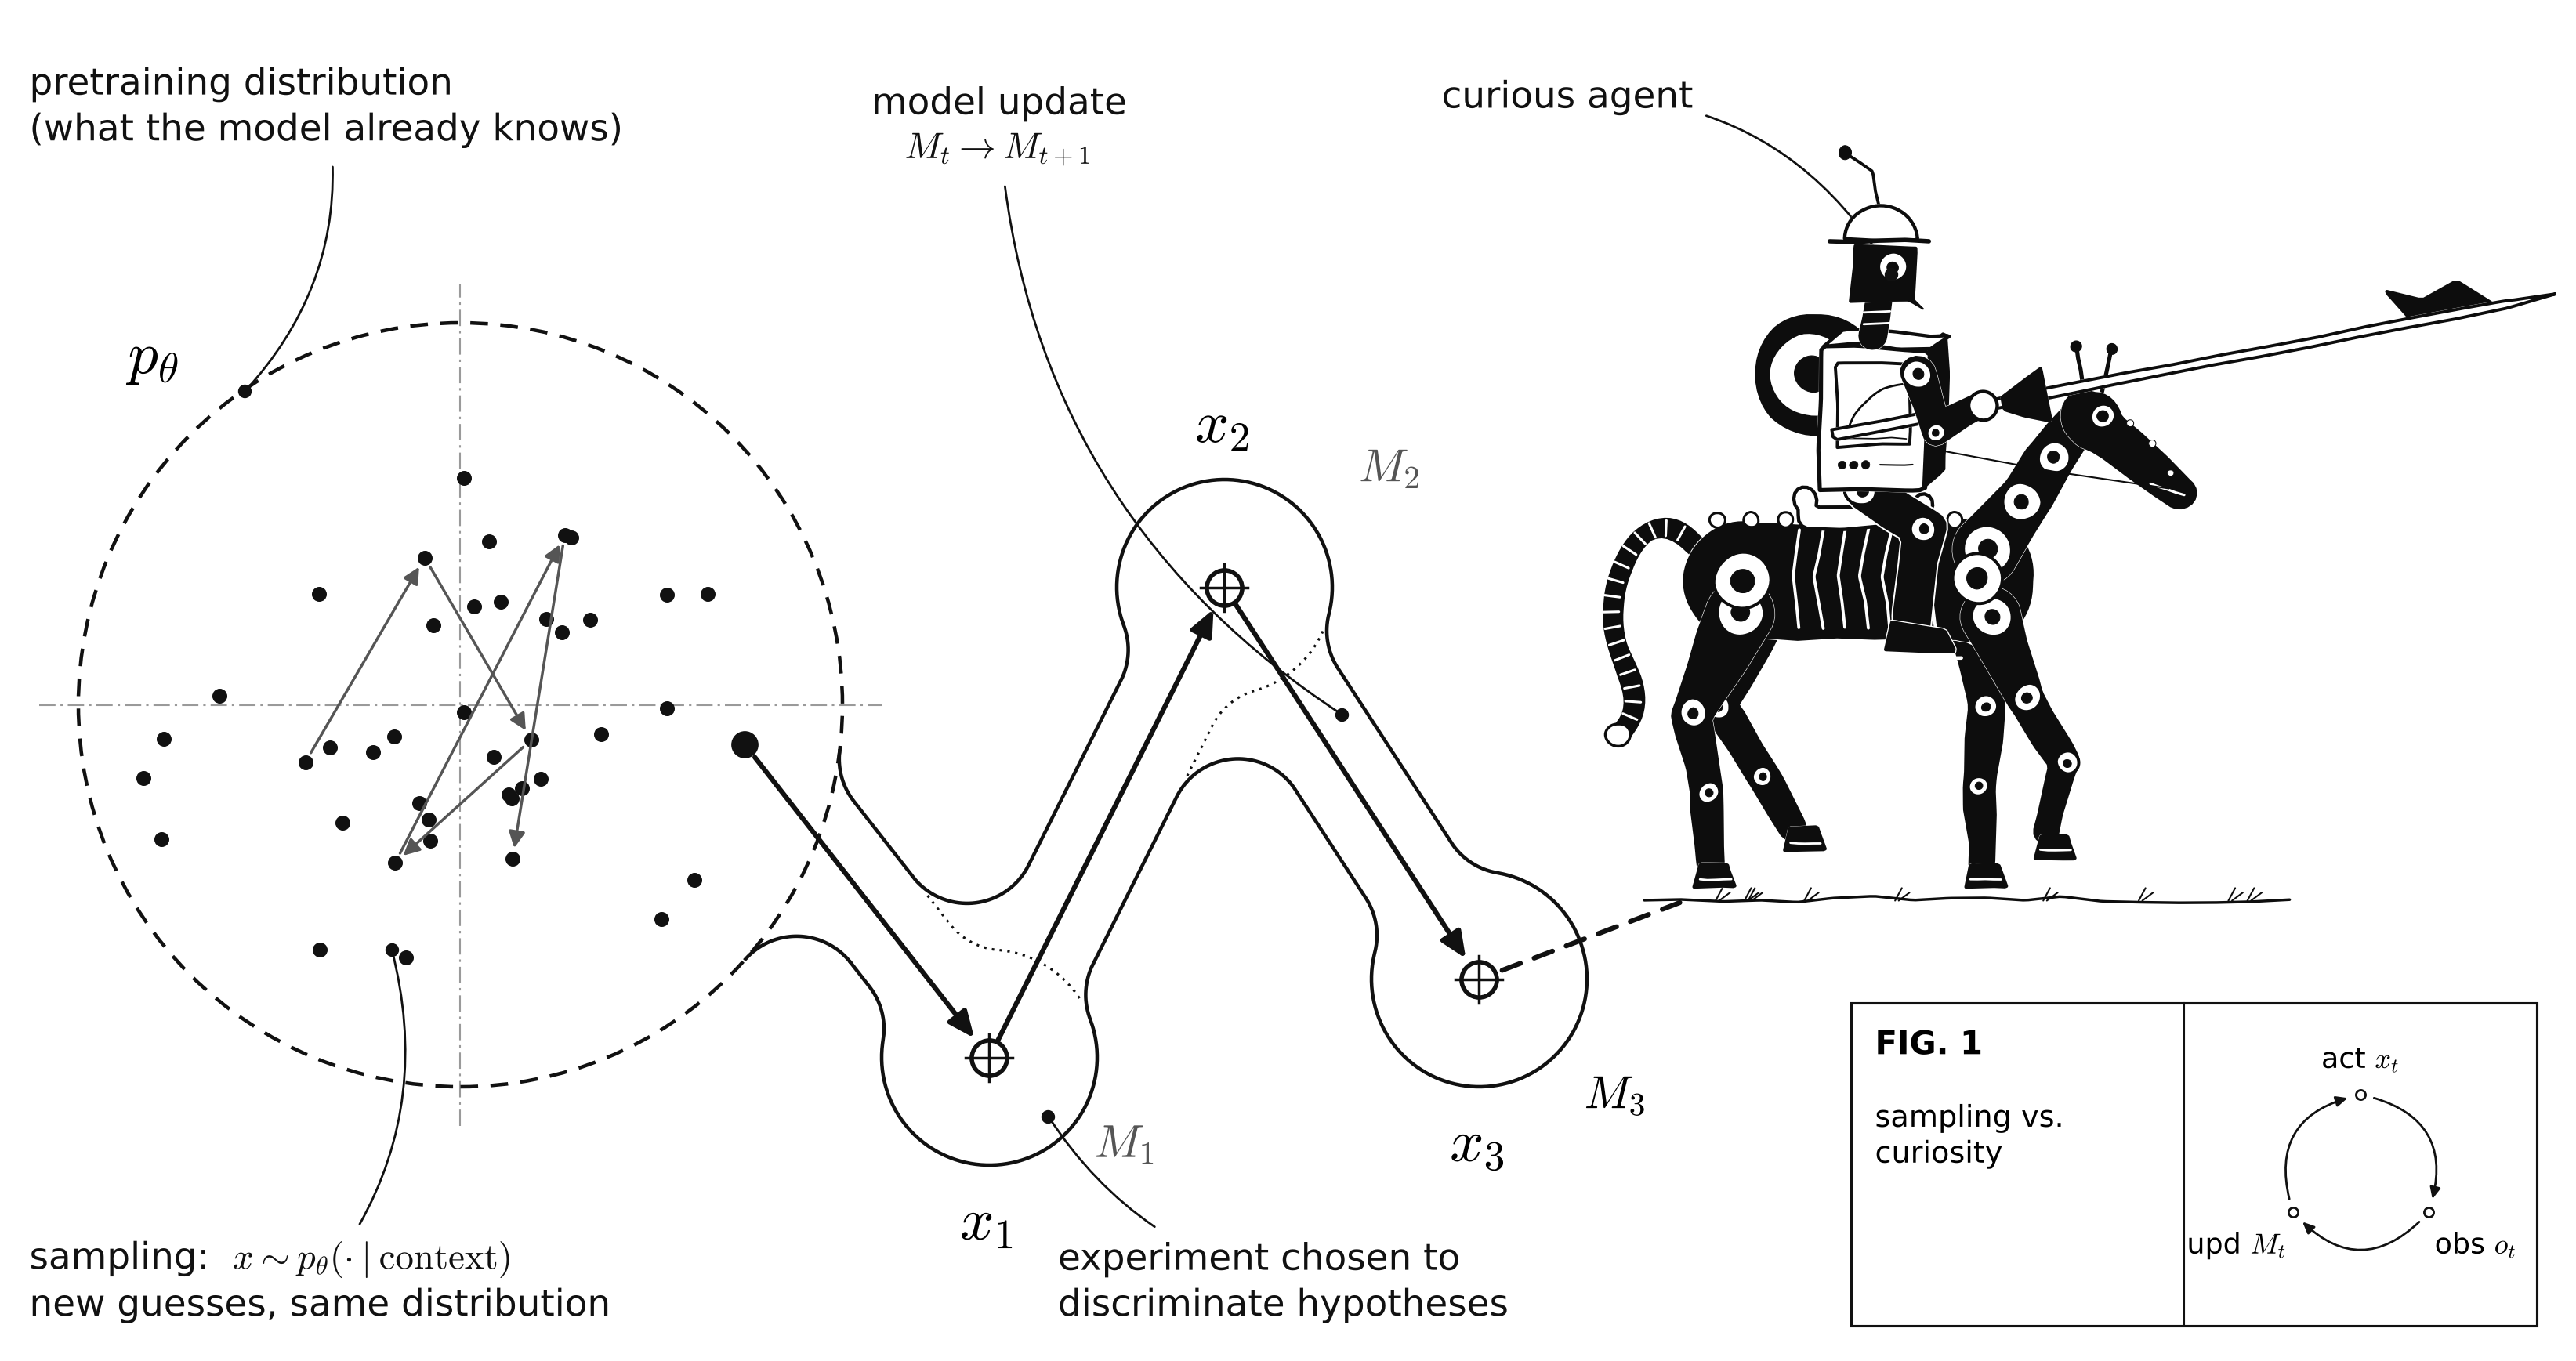 pretraining distribution
(what the model already knows)
model update
M_t → M_{t+1}
curious agent
p_θ
x_2
M_2
M_1
x_1
M_3
x_3
sampling: x ∼ p_θ(· | context)
new guesses, same distribution
experiment chosen to
discriminate hypotheses
FIG. 1
sampling vs.
curiosity
act x_t
upd M_t
obs o_t